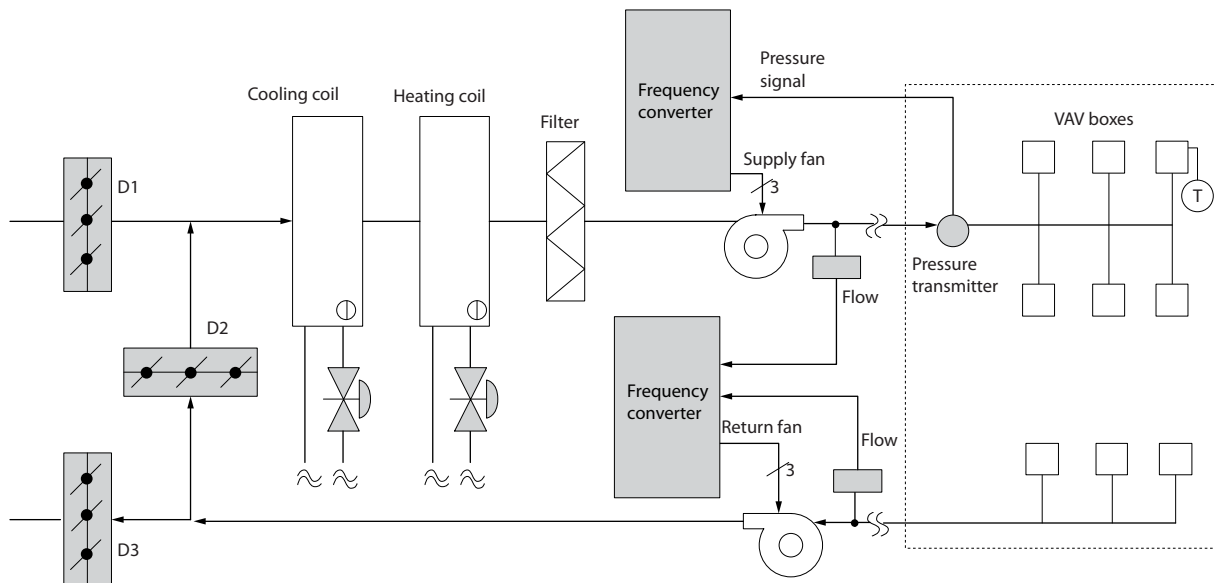 Cooling coil
Heating coil
Filter
Frequency
converter
Pressure
signal
VAV boxes
Supply fan
3
D1
T
Pressure
transmitter
Flow
D2
Frequency
converter
Return fan
3
Flow
D3